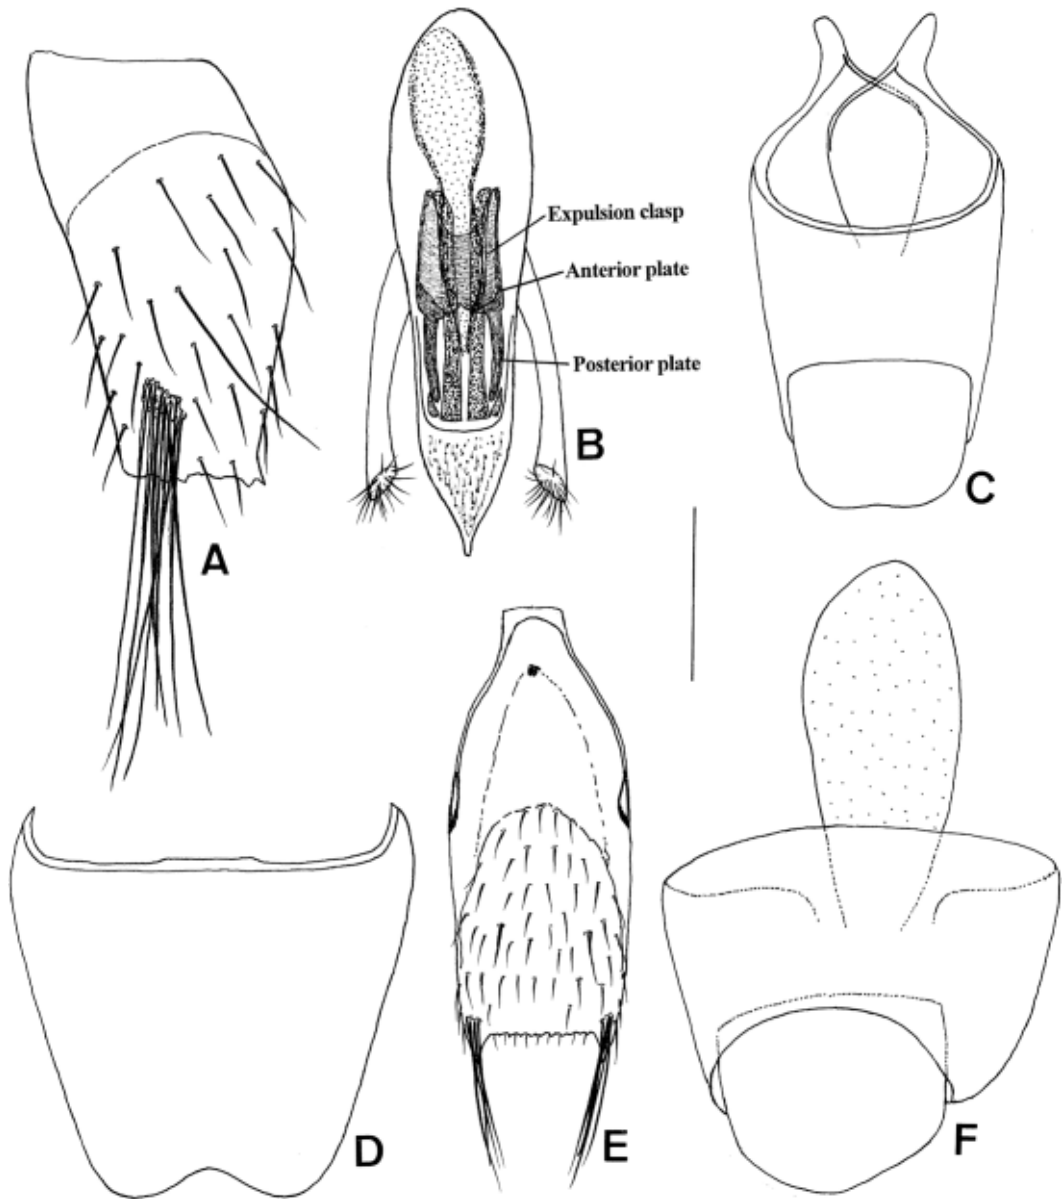 Expulsion clasp
Anterior plate
Posterior plate
B
C
A
D
E
F